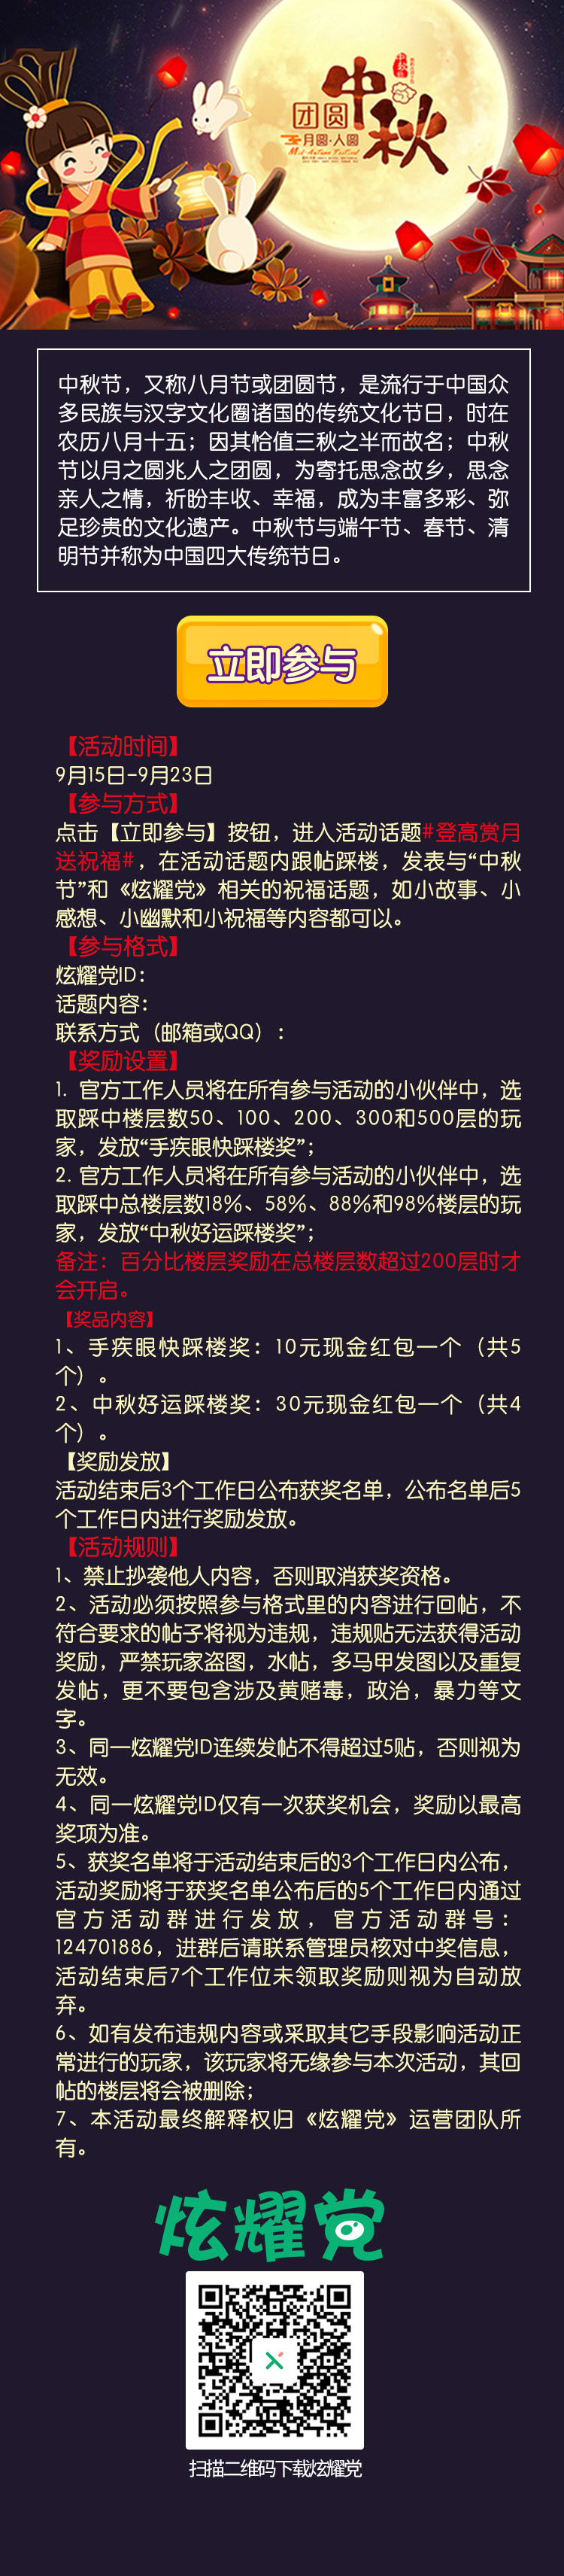 中秋
团圆
月圆·人圆
Mid-Autumn Festival
中秋节，又称八月节或团圆节，是流行于中国众
多民族与汉字文化圈诸国的传统文化节日，时在
农历八月十五；因其恰值三秋之半而故名；中秋
节以月之圆兆人之团圆，为寄托思念故乡，思念
亲人之情，祈盼丰收、幸福，成为丰富多彩、弥
足珍贵的文化遗产。中秋节与端午节、春节、清
明节并称为中国四大传统节日。
立即参与
【活动时间】
9月15日-9月23日
【参与方式】
点击【立即参与】按钮，进入活动话题#登高赏月
送祝福#，在活动话题内跟帖踩楼，发表与“中秋
节”和《炫耀党》相关的祝福话题，如小故事、小
感想、小幽默和小祝福等内容都可以。
【参与格式】
炫耀党ID：
话题内容：
联系方式（邮箱或QQ）：
【奖励设置】
1. 官方工作人员将在所有参与活动的小伙伴中，选
取踩中楼层数50、100、200、300和500层的玩
家，发放“手疾眼快踩楼奖”；
2. 官方工作人员将在所有参与活动的小伙伴中，选
取踩中总楼层数18%、58%、88%和98%楼层的玩
家，发放“中秋好运踩楼奖”；
备注：百分比楼层奖励在总楼层数超过200层时才
会开启。
【奖品内容】
1、手疾眼快踩楼奖：10元现金红包一个（共5
个）。
2、中秋好运踩楼奖：30元现金红包一个（共4
个）。
【奖励发放】
活动结束后3个工作日公布获奖名单，公布名单后5
个工作日内进行奖励发放。
【活动规则】
1、禁止抄袭他人内容，否则取消获奖资格。
2、活动必须按照参与格式里的内容进行回帖，不
符合要求的帖子将视为违规，违规贴无法获得活动
奖励，严禁玩家盗图，水帖，多马甲发图以及重复
发帖，更不要包含涉及黄赌毒，政治，暴力等文
字。
3、同一炫耀党ID连续发帖不得超过5贴，否则视为
无效。
4、同一炫耀党ID仅有一次获奖机会，奖励以最高
奖项为准。
5、获奖名单将于活动结束后的3个工作日内公布，
活动奖励将于获奖名单公布后的5个工作日内通过
官方活动群进行发放，官方活动群号：
124701886，进群后请联系管理员核对中奖信息，
活动结束后7个工作位未领取奖励则视为自动放
弃。
6、如有发布违规内容或采取其它手段影响活动正
常进行的玩家，该玩家将无缘参与本次活动，其回
帖的楼层将会被删除；
7、本活动最终解释权归《炫耀党》运营团队所
有。
炫耀党
扫描二维码下载炫耀党